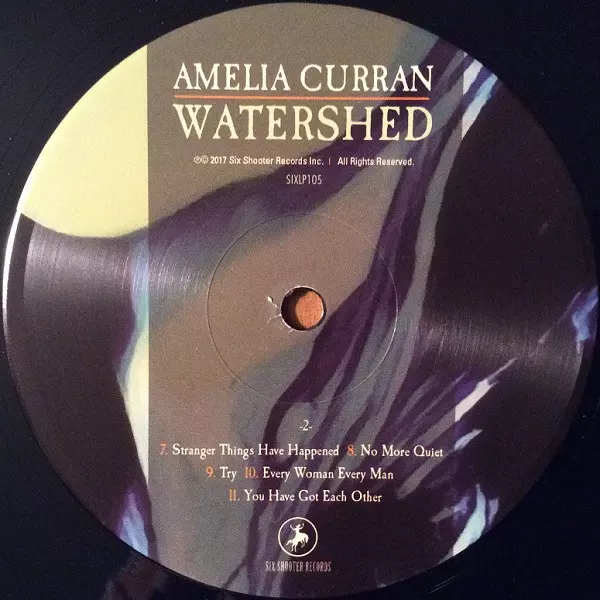 AMELIA CURRAN
WATERSHED
℗© 2017 Six Shooter Records Inc. | All Rights Reserved.
SIXLP105
-2-
7. Stranger Things Have Happened 8. No More Quiet
9. Try 10. Every Woman Every Man
11. You Have Got Each Other
SIX SHOOTER RECORDS